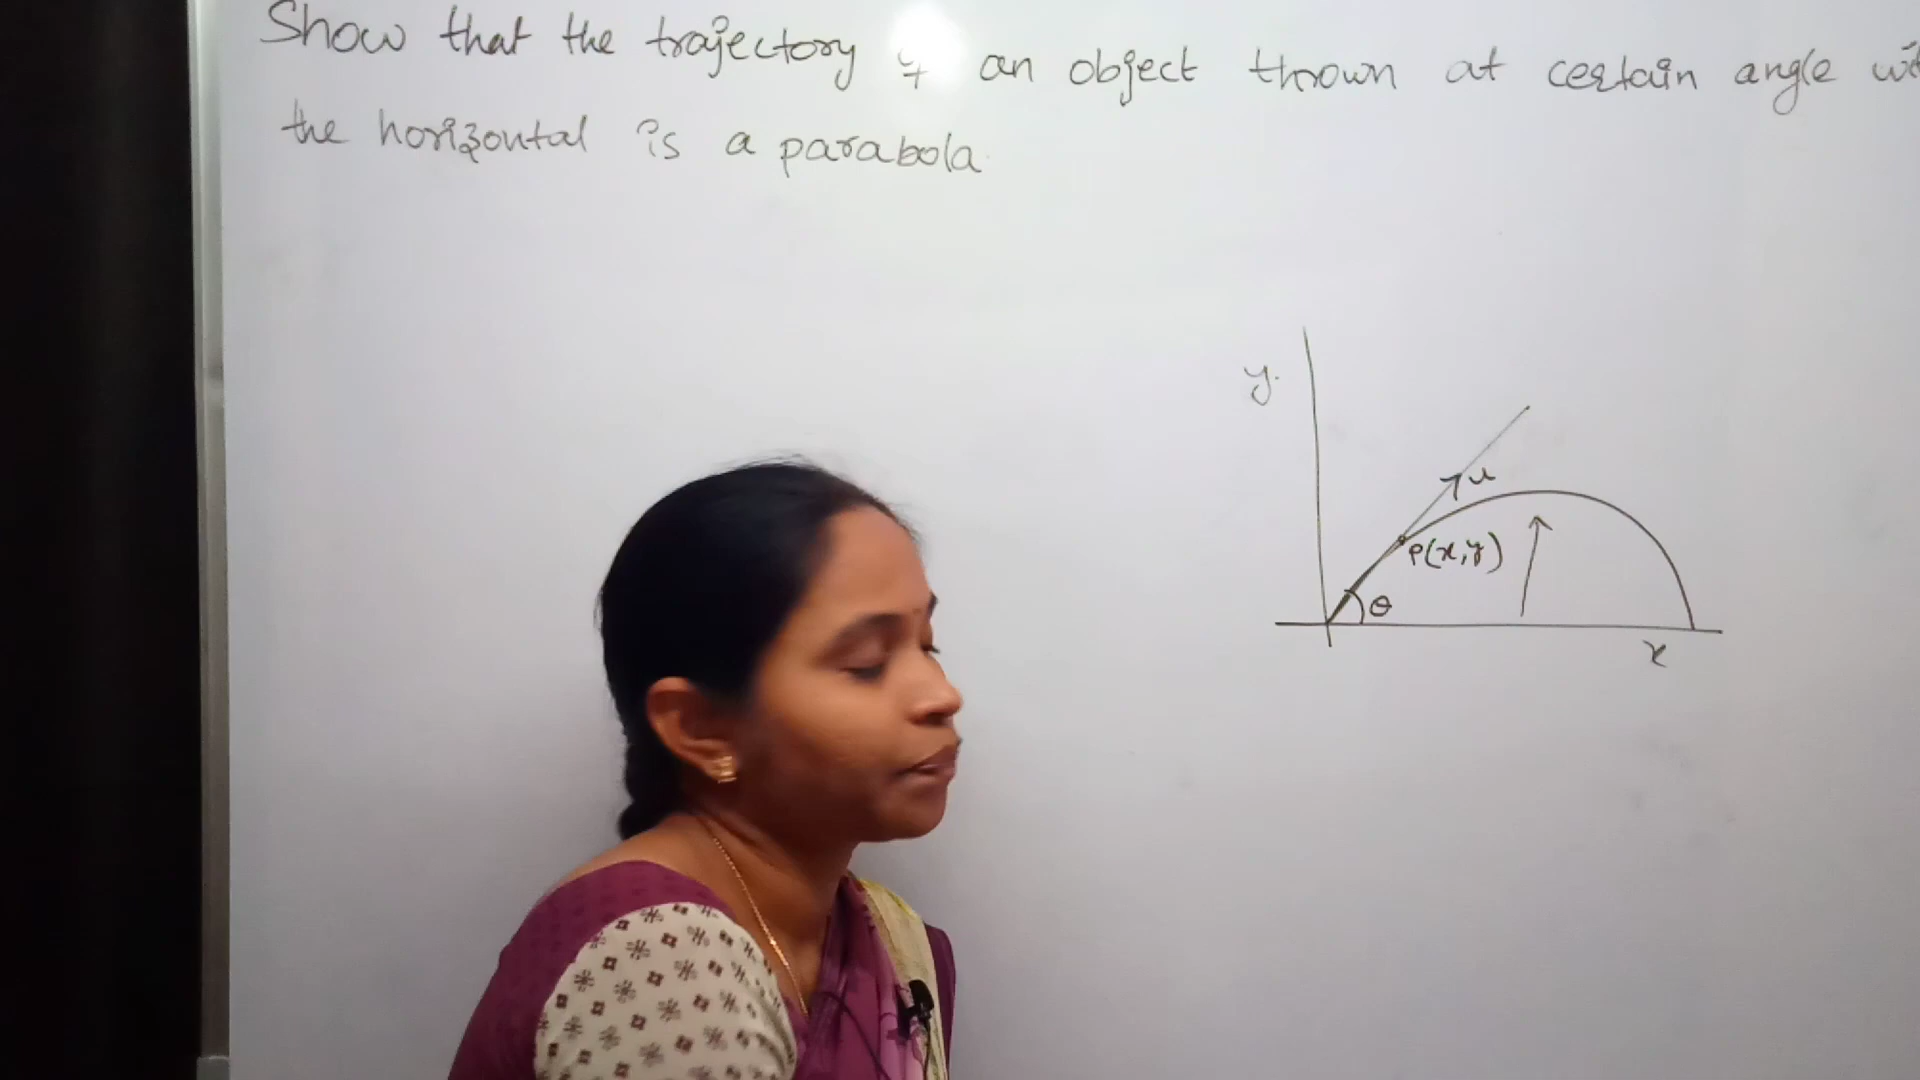 Show that the trajectory of an object thrown at certain angle
the horizontal is a parabola.
y.
u
P(x,y)
θ
x